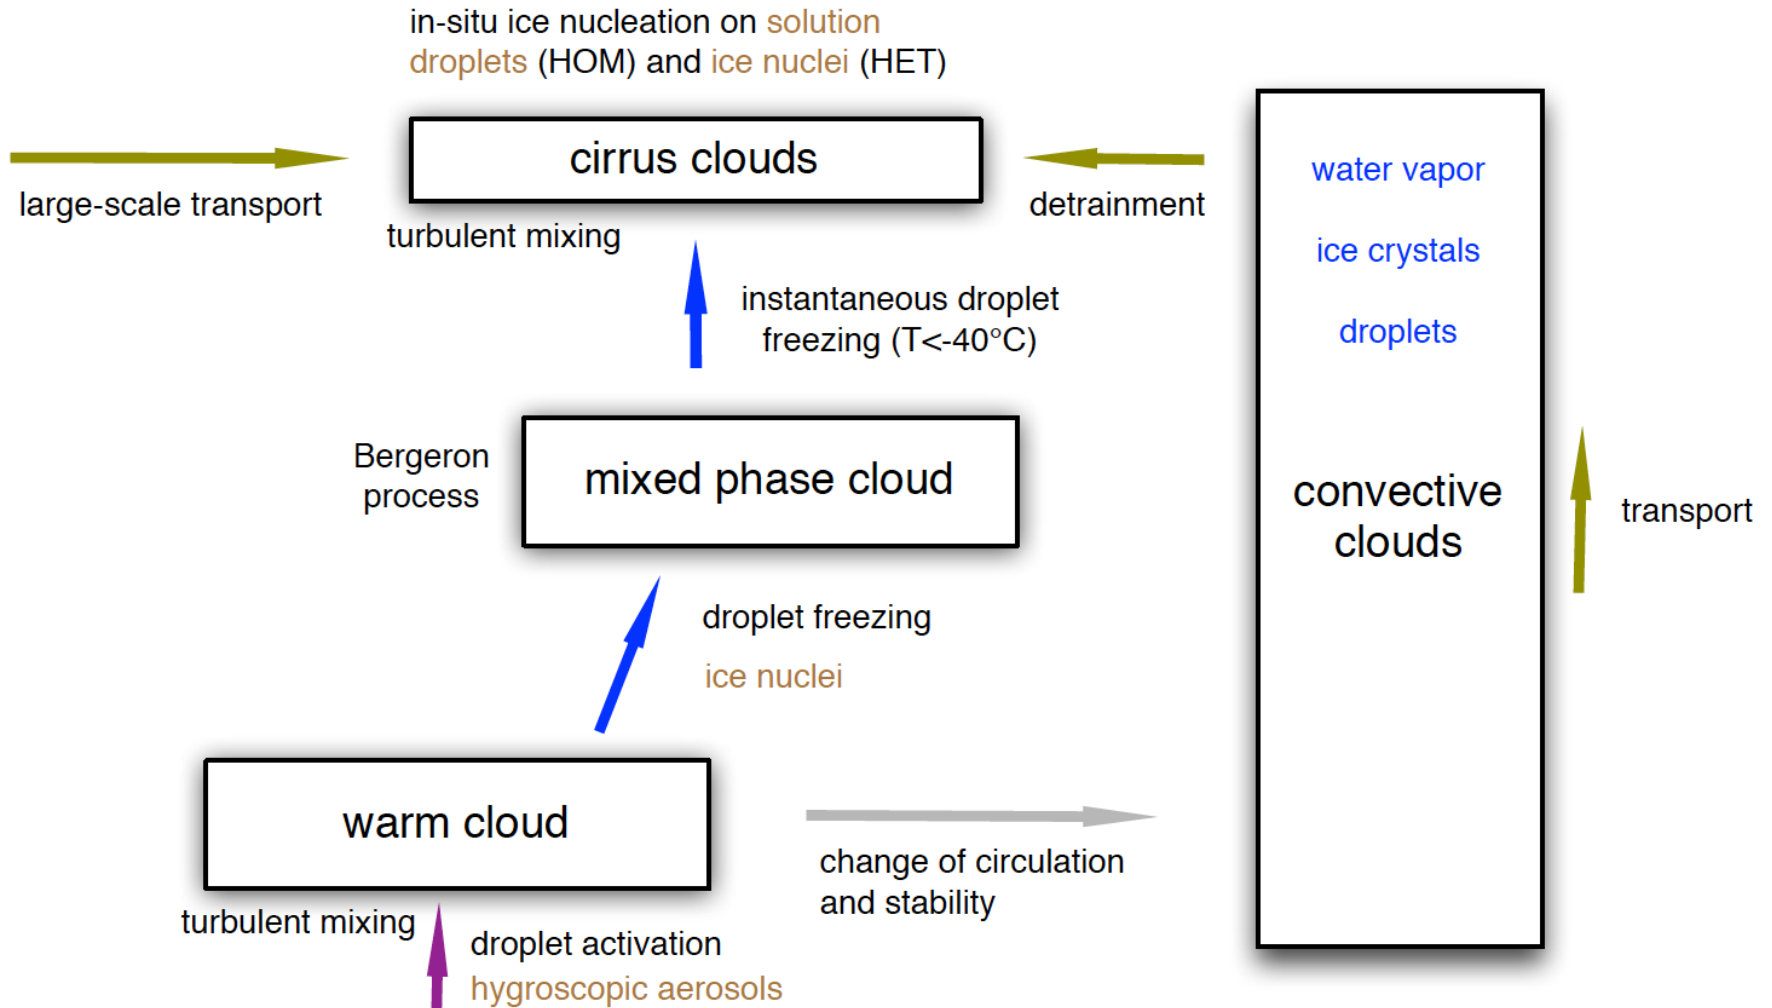 in-situ ice nucleation on solution
droplets (HOM) and ice nuclei (HET)
cirrus clouds
large-scale transport
detrainment
turbulent mixing
instantaneous droplet
freezing (T<-40°C)
Bergeron
process
mixed phase cloud
droplet freezing
ice nuclei
warm cloud
turbulent mixing
droplet activation
hygroscopic aerosols
change of circulation
and stability
water vapor
ice crystals
droplets
convective
clouds
transport